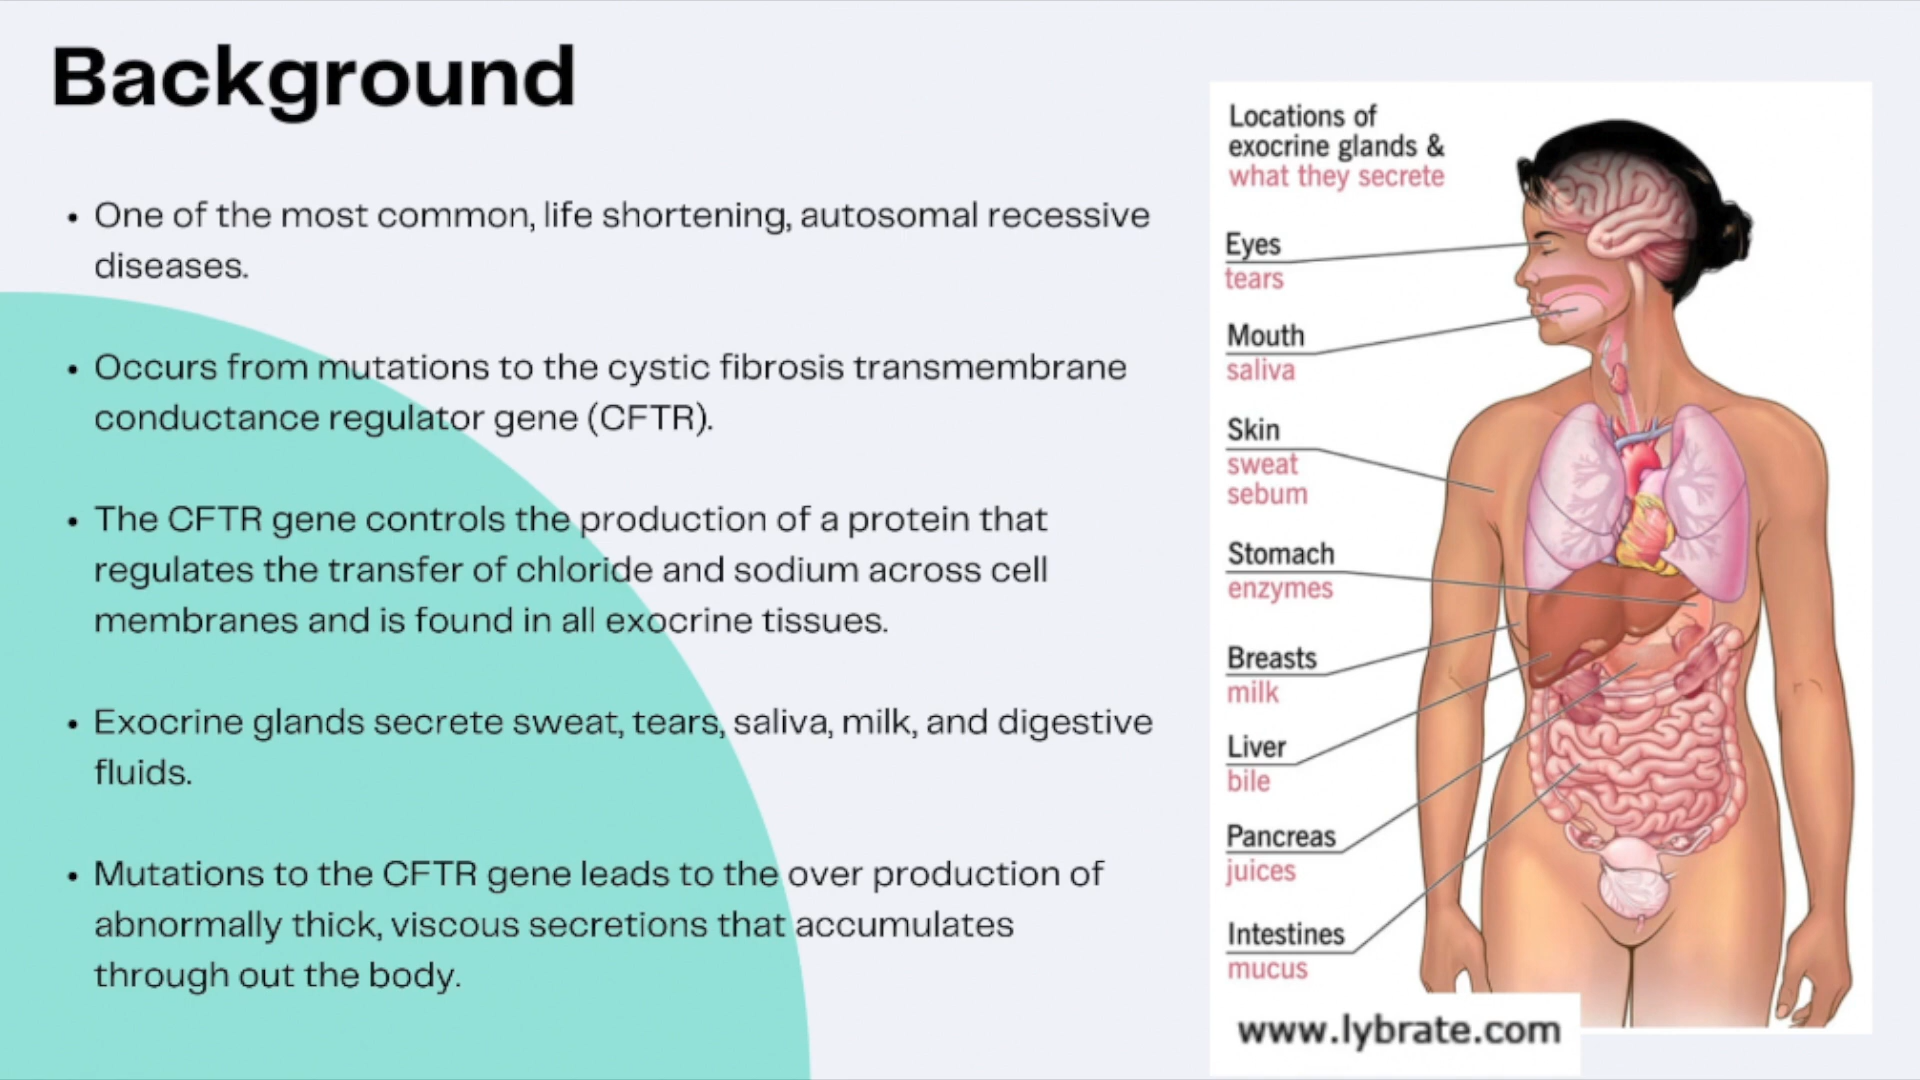 Background
• One of the most common, life shortening, autosomal recessive
diseases.
• Occurs from mutations to the cystic fibrosis transmembrane
conductance regulator gene (CFTR).
• The CFTR gene controls the production of a protein that
regulates the transfer of chloride and sodium across cell
membranes and is found in all exocrine tissues.
• Exocrine glands secrete sweat, tears, saliva, milk, and digestive
fluids.
• Mutations to the CFTR gene leads to the over production of
abnormally thick, viscous secretions that accumulates
through out the body.
Locations of
exocrine glands &
what they secrete
Eyes
tears
Mouth
saliva
Skin
sweat
sebum
Stomach
enzymes
Breasts
milk
Liver
bile
Pancreas
juices
Intestines
mucus
www.lybrate.com